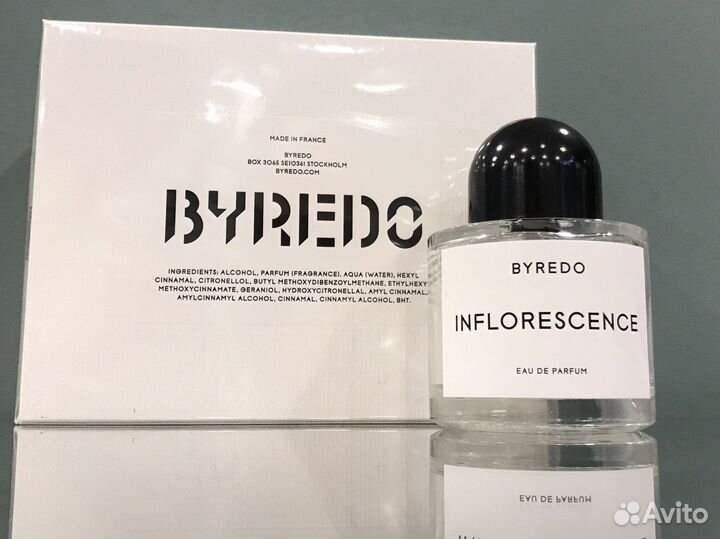 MADE IN FRANCE
BYREDO
BOX 3065 SE10361 STOCKHOLM
BYREDO.COM
BYREDO
INGREDIENTS: ALCOHOL, PARFUM (FRAGRANCE), AQUA (WATER), HEXYL
CINNAMAL, CITRONELLOL, BUTYL METHOXYDIBENZOYLMETHANE, ETHYLHEXY
METHOXYCINNAMATE, GERANIOL, HYDROXYCITRONELLAL, AMYL CINNAMAL,
AMYLCINNAMYL ALCOHOL, CINNAMAL, CINNAMYL ALCOHOL, BHT.
BYREDO
INFLORESCENCE
EAU DE PARFUM
EAU DE PARFUM
Avito